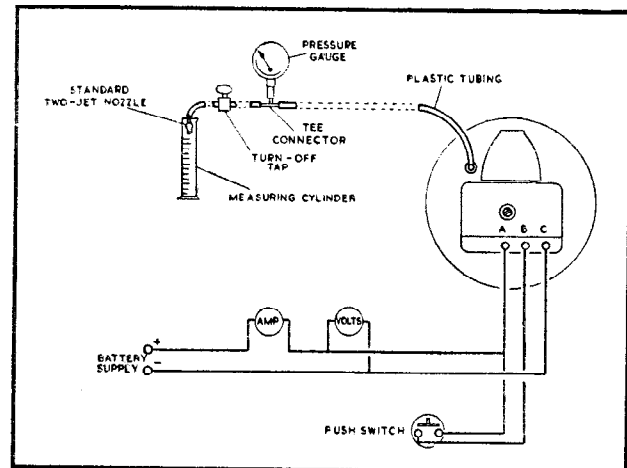 PRESSURE
GAUGE
STANDARD
TWO-JET NOZZLE
PLASTIC TUBING
TEE
CONNECTOR
TURN-OFF
TAP
MEASURING CYLINDER
A B C
AMP
VOLTS
+
BATTERY
SUPPLY
-
PUSH SWITCH